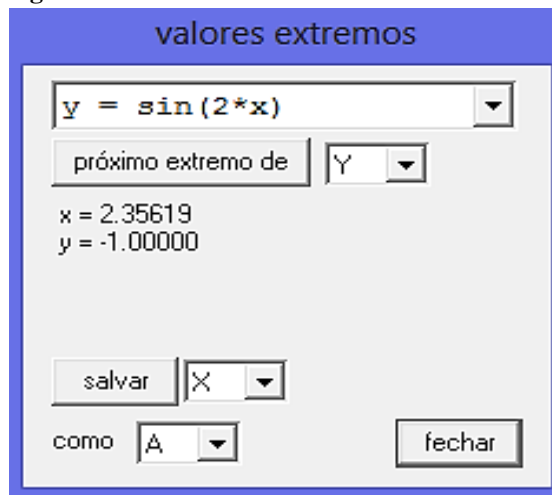 valores extremos
y = sin(2*x)
próximo extremo de Y
x = 2.35619
y = -1.00000
salvar X
como A fechar